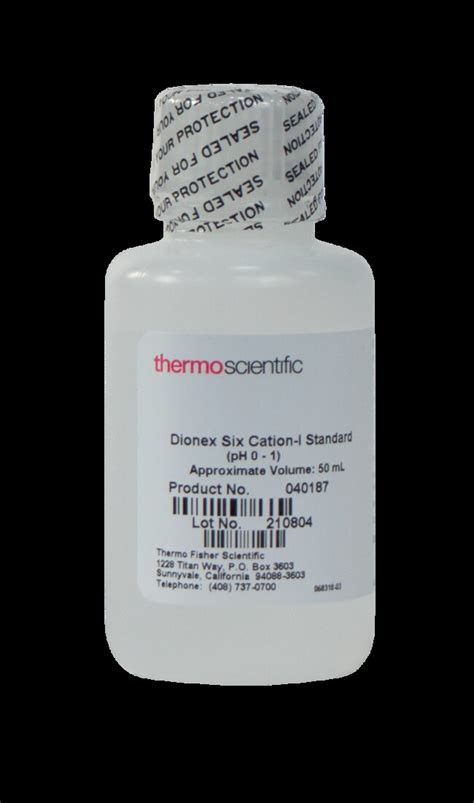 SEALED FOR YOUR PROTECTION
thermoscientific
Dionex Six Cation-I Standard
(pH 0 - 1)
Approximate Volume: 50 mL
Product No. 040187
Lot No. 210804
Thermo Fisher Scientific
1228 Titan Way, P.O. Box 3603
Sunnyvale, California 94088-3603
Telephone: (408) 737-0700